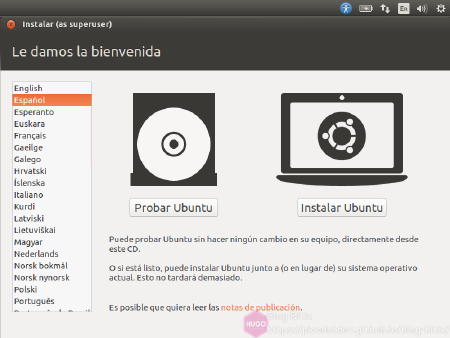 Instalar (as superuser)
En
Le damos la bienvenida
English
Español
Esperanto
Euskara
Français
Gaeilge
Galego
Hrvatski
Íslenska
Italiano
Kurdî
Latviski
Lietuviškai
Magyar
Nederlands
Norsk bokmål
Norsk nynorsk
Polski
Português
Probar Ubuntu
Instalar Ubuntu
Puede probar Ubuntu sin hacer ningún cambio en su equipo, directamente desde
este CD.
O si está listo, puede instalar Ubuntu junto a (o en lugar de) su sistema operativo
actual. Esto no tardará demasiado.
Es posible que quiera leer las notas de publicación.
HUGO